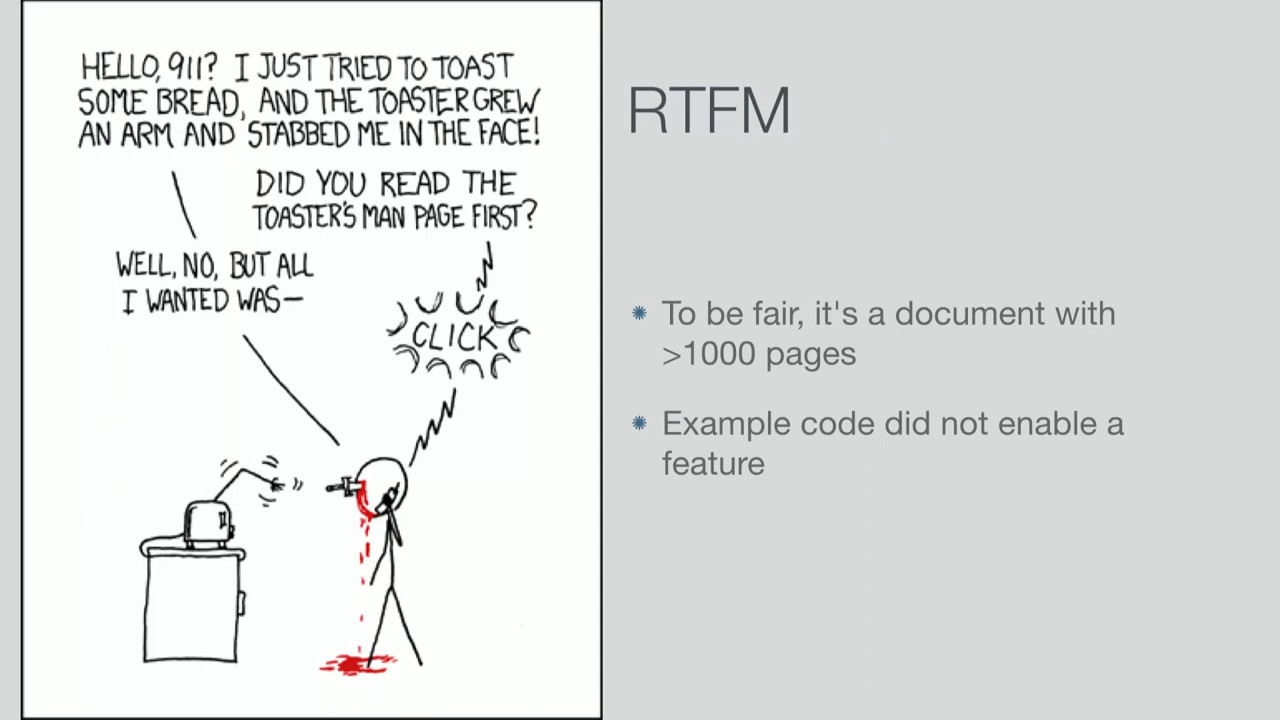 HELLO, 911? I JUST TRIED TO TOAST
SOME BREAD, AND THE TOASTER GREW
AN ARM AND STABBED ME IN THE FACE!
DID YOU READ THE
TOASTER'S MAN PAGE FIRST?
WELL, NO, BUT ALL
I WANTED WAS—
CLICK
RTFM
To be fair, it's a document with
>1000 pages
Example code did not enable a
feature